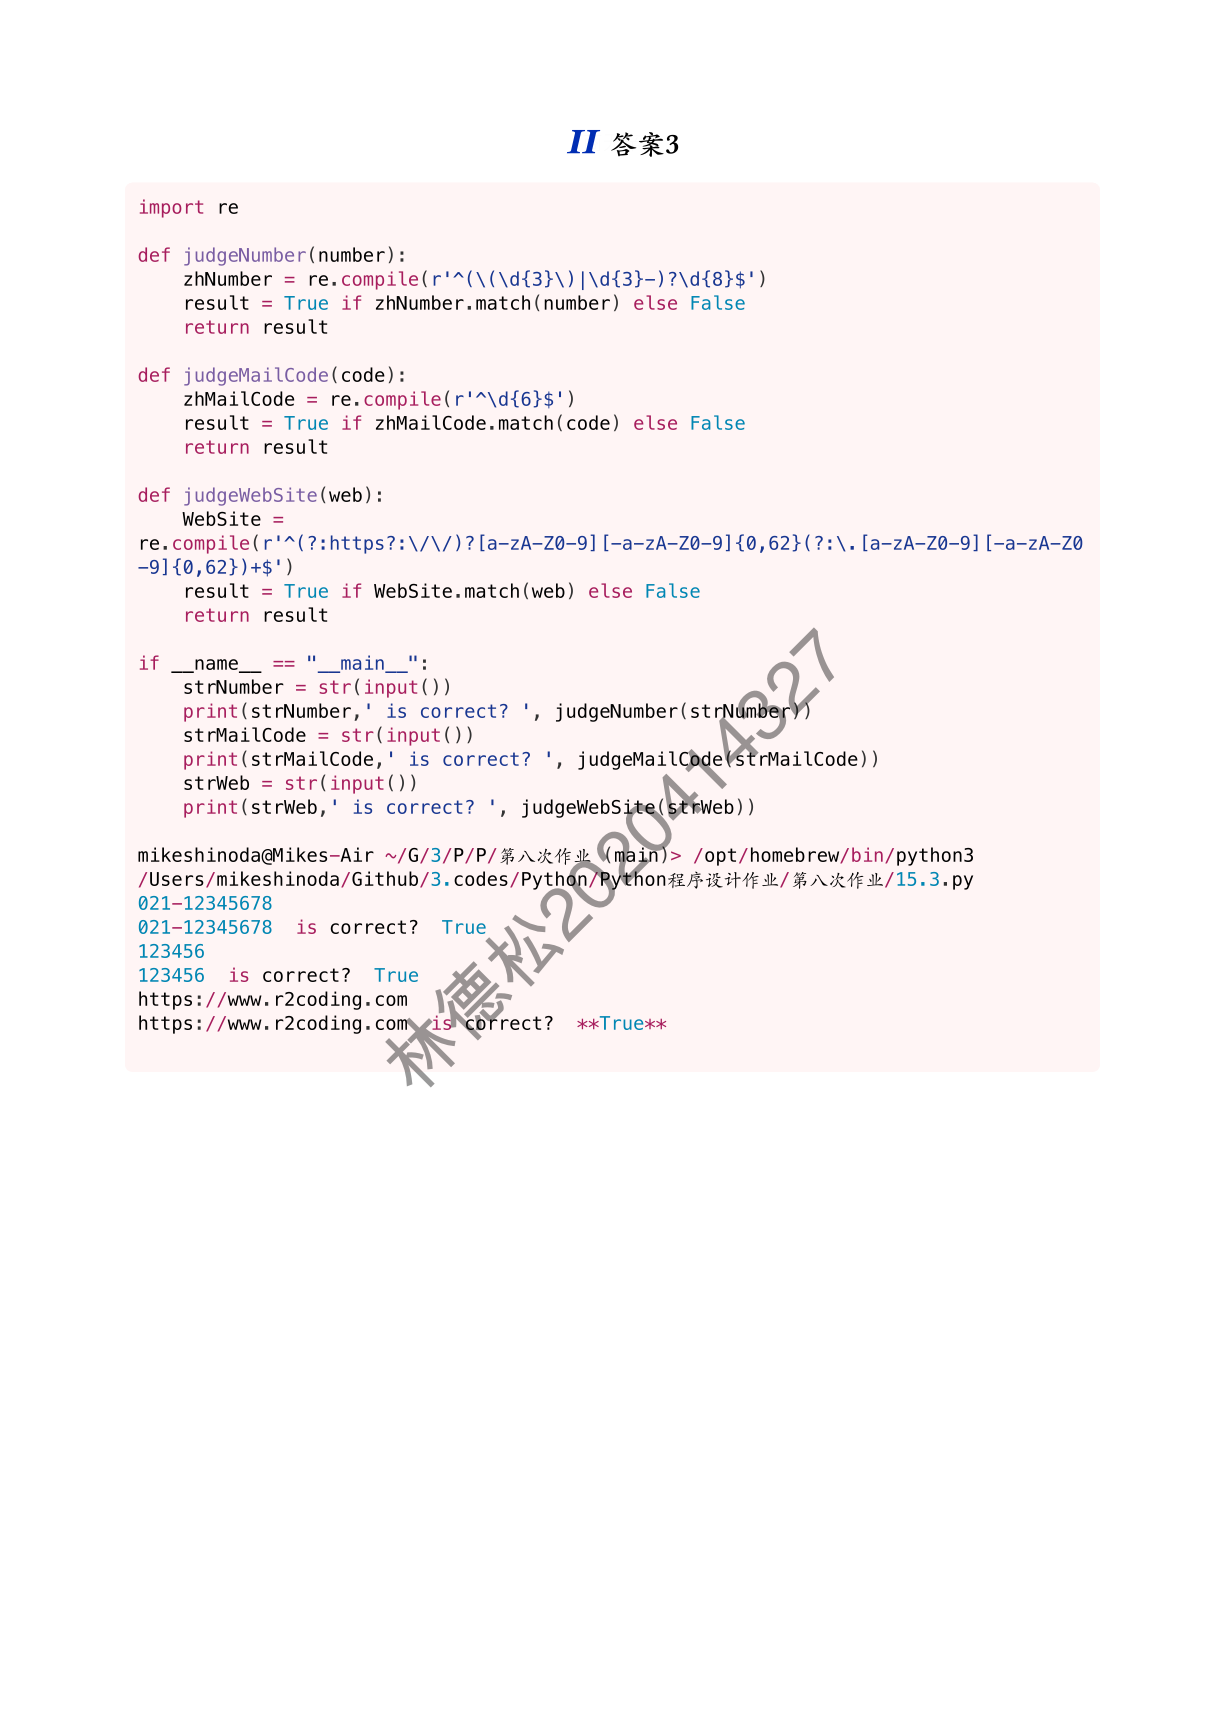 II 答案3
import re

def judgeNumber(number):
    zhNumber = re.compile(r'^(\(\d{3}\)|\d{3}-)?\d{8}$')
    result = True if zhNumber.match(number) else False
    return result

def judgeMailCode(code):
    zhMailCode = re.compile(r'^\d{6}$')
    result = True if zhMailCode.match(code) else False
    return result

def judgeWebSite(web):
    WebSite =
re.compile(r'^(?:https?:\/\/)?[a-zA-Z0-9][-a-zA-Z0-9]{0,62}(?:\.[a-zA-Z0-9][-a-zA-Z0
-9]{0,62})+$')
    result = True if WebSite.match(web) else False
    return result

if __name__ == "__main__":
    strNumber = str(input())
    print(strNumber,' is correct? ', judgeNumber(strNumber))
    strMailCode = str(input())
    print(strMailCode,' is correct? ', judgeMailCode(strMailCode))
    strWeb = str(input())
    print(strWeb,' is correct? ', judgeWebSite(strWeb))

mikeshinoda@Mikes-Air ~/G/3/P/P/第八次作业 (main)> /opt/homebrew/bin/python3
/Users/mikeshinoda/Github/3.codes/Python/Python程序设计作业/第八次作业/15.3.py
021-12345678
021-12345678  is correct?  True
123456
123456  is correct?  True
https://www.r2coding.com
https://www.r2coding.com  is correct?  **True**
林德松2020414327